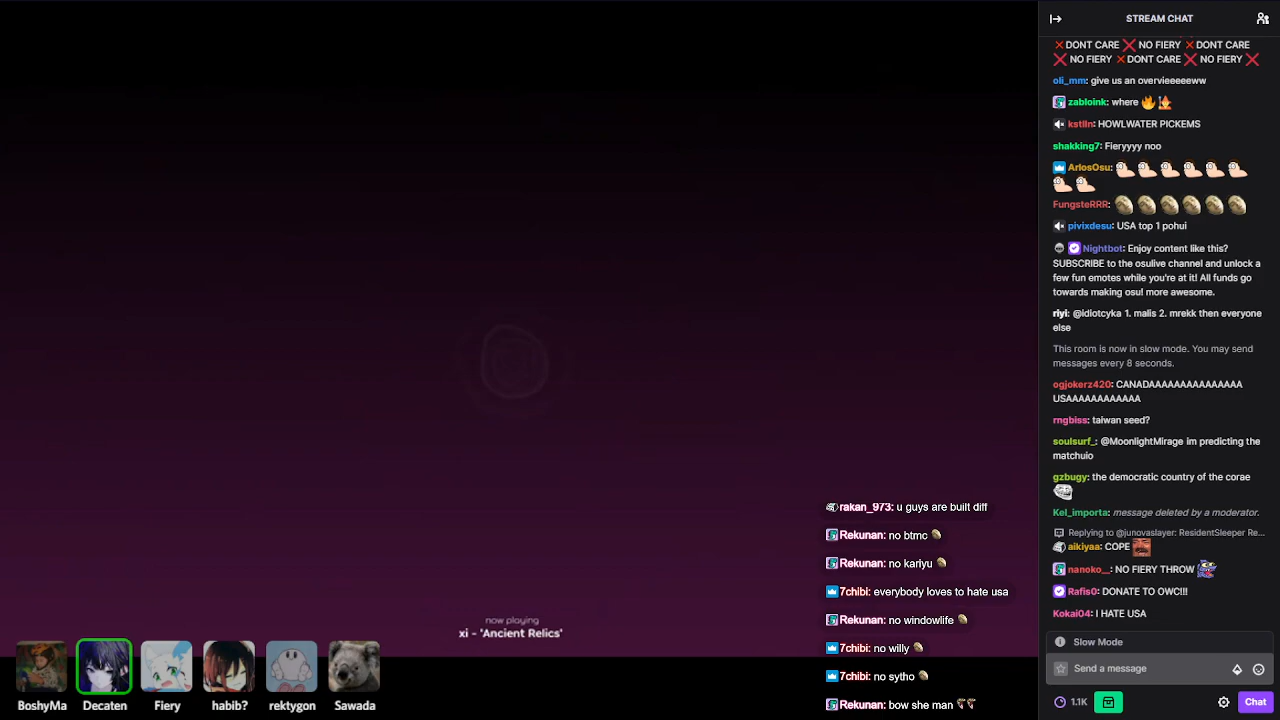 STREAM CHAT
DONT CARE NO FIERY DONT CARE
NO FIERY DONT CARE NO FIERY
oli_mm: give us an overvieeeeeww
zabloink: where
kstlln: HOWLWATER PICKEMS
shakking7: Fieryyyy noo
ArlosOsu:
FungsteRRR:
pivixdesu: USA top 1 pohui
Nightbot: Enjoy content like this?
SUBSCRIBE to the osulive channel and unlock a
few fun emotes while you're at it! All funds go
towards making osu! more awesome.
riyi: @idiotcyka 1. malis 2. mrekk then everyone
else
This room is now in slow mode. You may send
messages every 8 seconds.
ogjokerz420: CANADAAAAAAAAAAAAAAA
USAAAAAAAAAAAA
rngbiss: taiwan seed?
soulsurf_: @MoonlightMirage im predicting the
matchuio
gzbugy: the democratic country of the corae
Kel_importa: message deleted by a moderator.
Replying to @junovaslayer: ResidentSleeper Re...
aikiyaa: COPE
nanoko__: NO FIERY THROW
Rafis0: DONATE TO OWC!!!
Kokai04: I HATE USA
Slow Mode
Send a message
1.1K
Chat
rakan_973: u guys are built diff
Rekunan: no btmc
Rekunan: no kariyu
7chibi: everybody loves to hate usa
Rekunan: no windowlife
7chibi: no willy
7chibi: no sytho
Rekunan: bow she man
now playing
xi - 'Ancient Relics'
BoshyMa
Decaten
Fiery
habib?
rektygon
Sawada